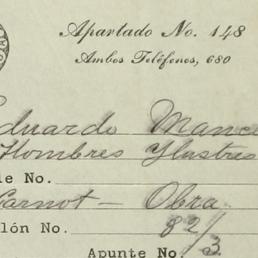 Apartado No. 148
Ambos Teléfonos, 680
Eduardo Mance
Hombres Ylustres
le No.
Carnot - Obra
lón No. 82/3
Apunte No.